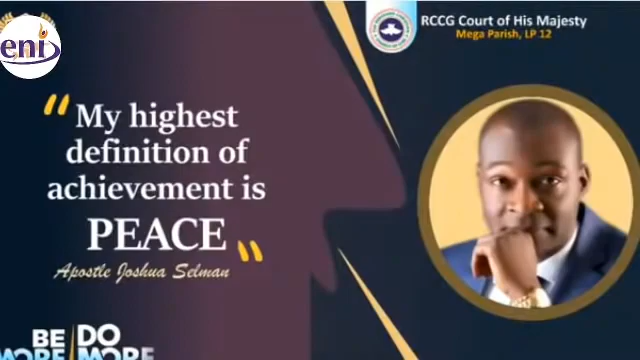 eni
RCCG Court of His Majesty
Mega Parish, LP 12
“My highest
definition of
achievement is
PEACE”
Apostle Joshua Selman
BE DO
MORE MORE